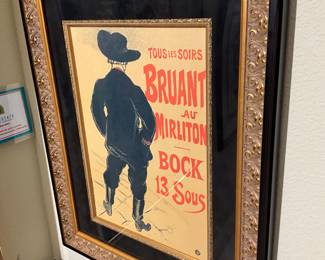 TOUS LES SOIRS
BRUANT
AU
MIRLITON
BOCK
13 SOUS